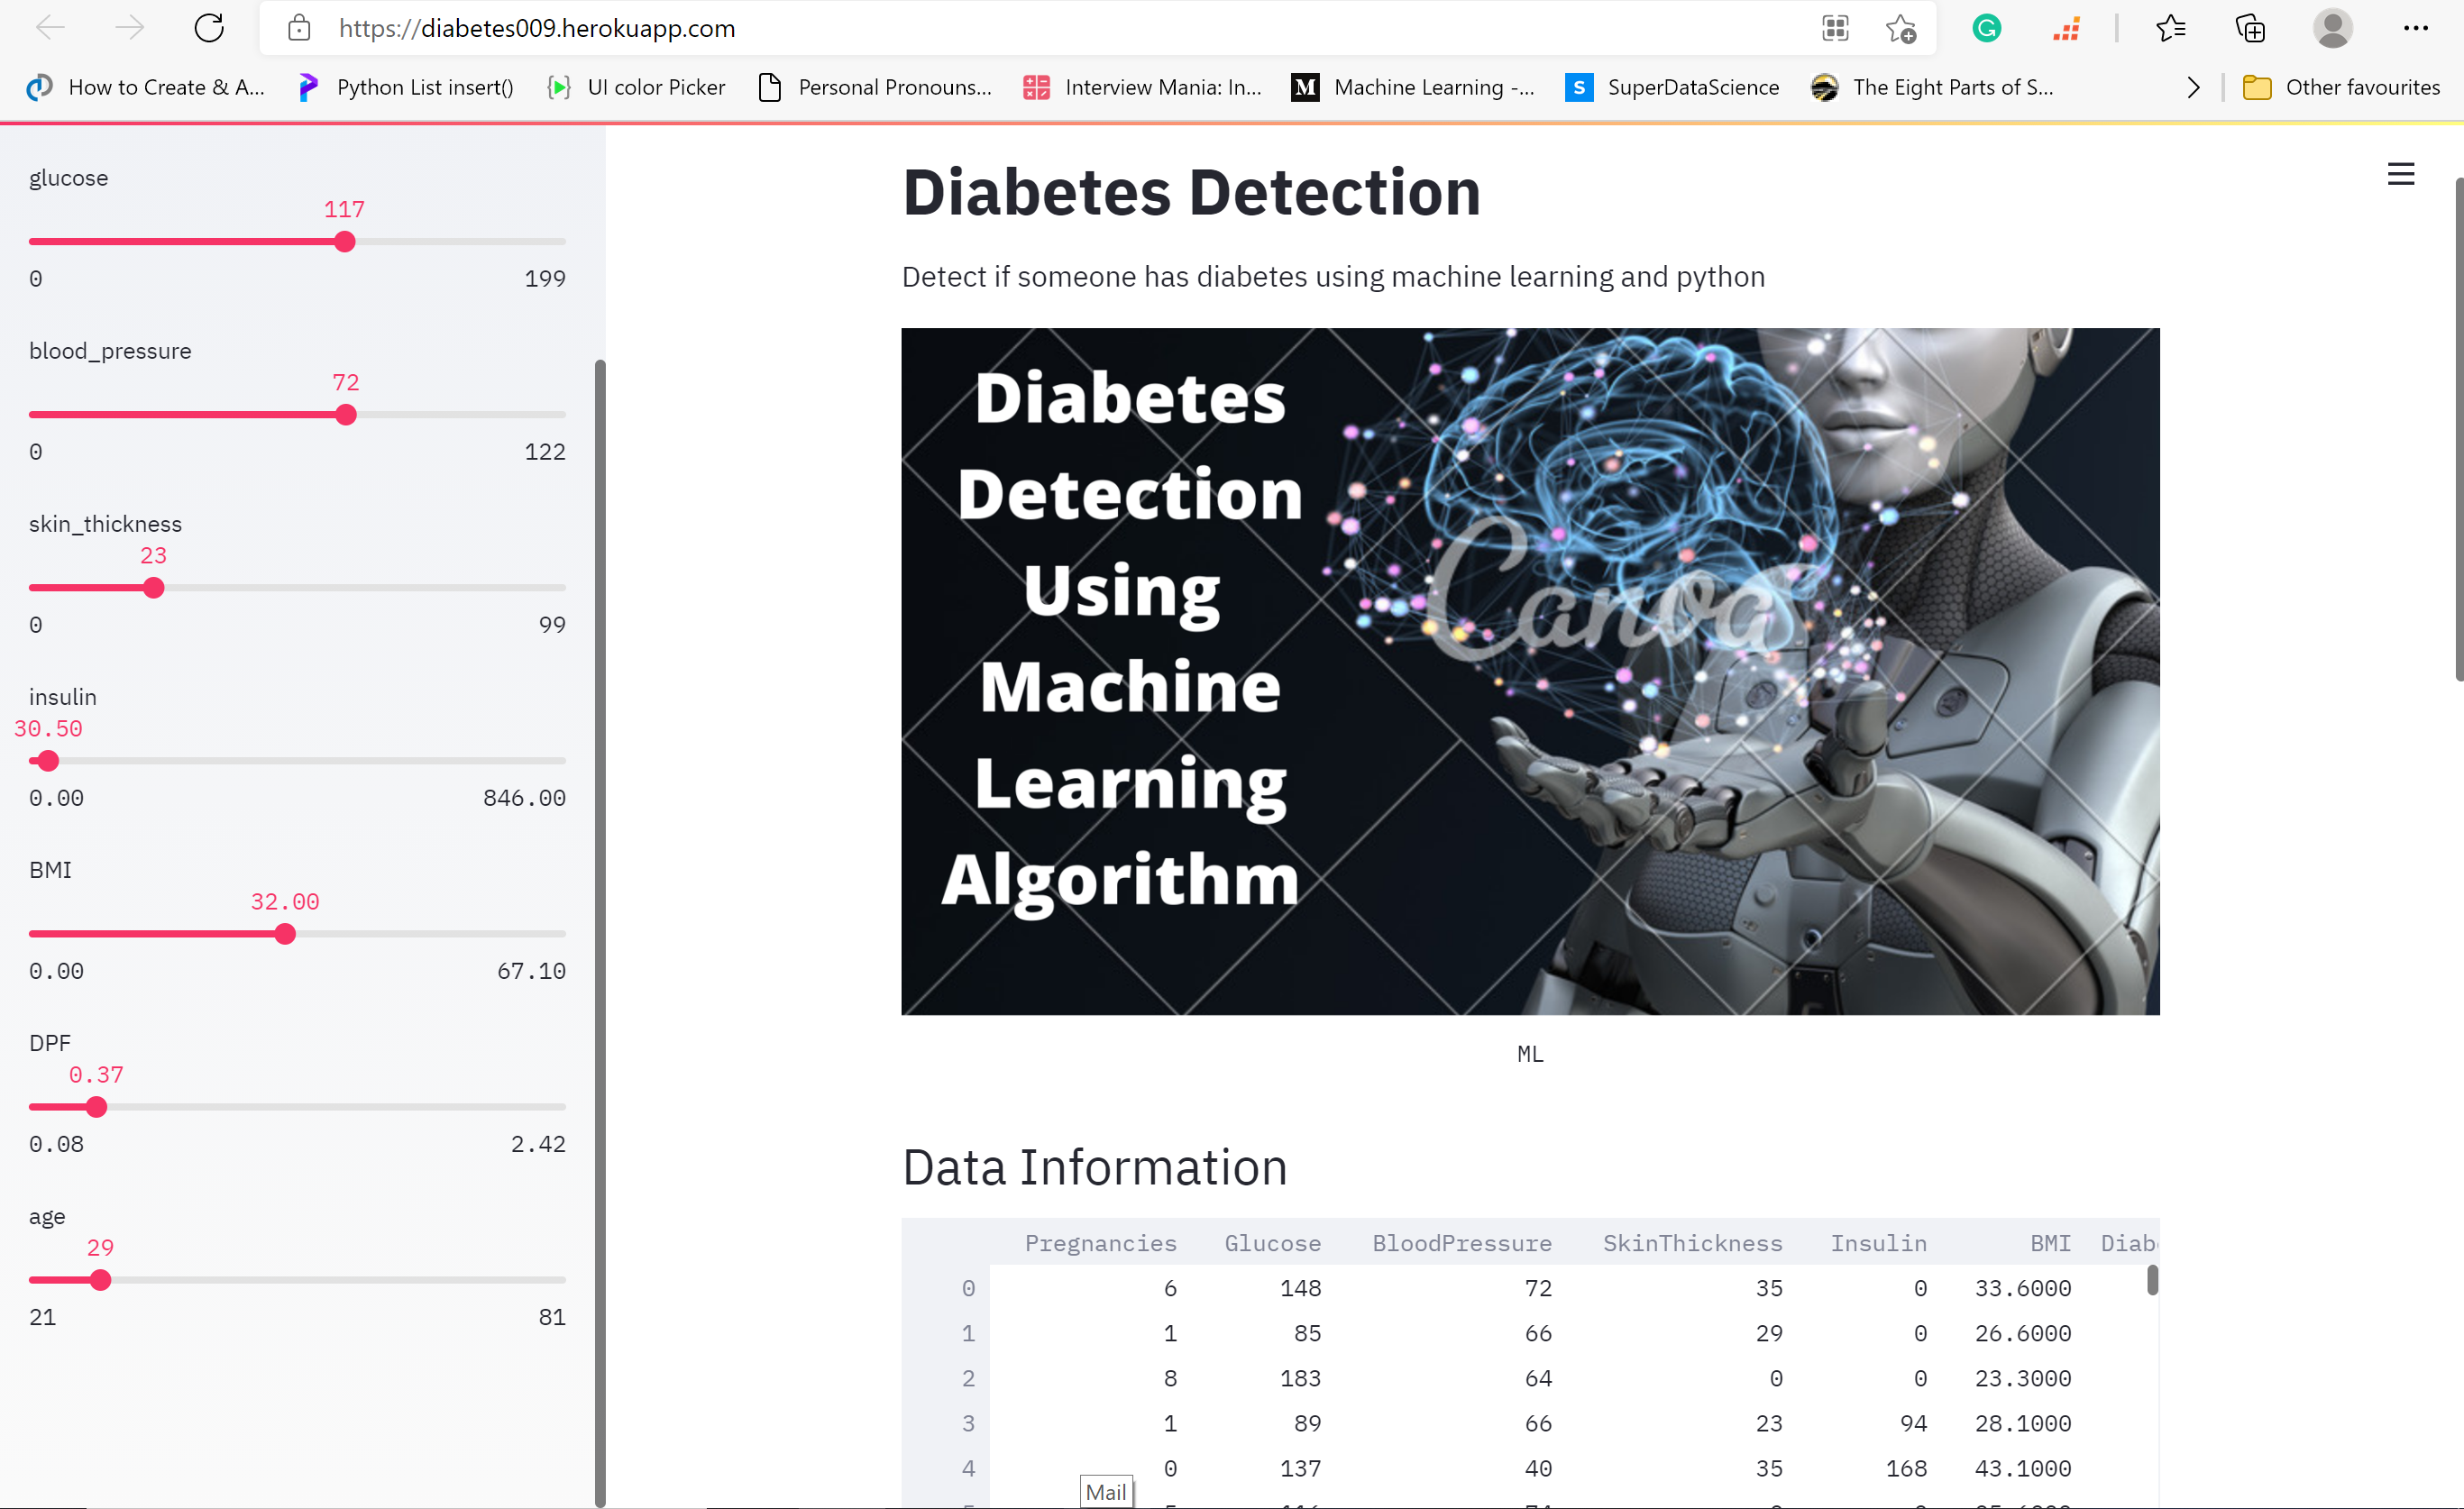 https://diabetes009.herokuapp.com
How to Create & A...
Python List insert()
UI color Picker
Personal Pronouns...
Interview Mania: In...
M
Machine Learning -...
S
SuperDataScience
The Eight Parts of S...
Other favourites
glucose
117
0 199
blood_pressure
72
0 122
skin_thickness
23
0 99
insulin
30.50
0.00 846.00
BMI
32.00
0.00 67.10
DPF
0.37
0.08 2.42
age
29
21 81
Diabetes Detection
Detect if someone has diabetes using machine learning and python
Diabetes
Detection
Using
Machine
Learning
Algorithm
Canva
ML
Data Information
Pregnancies Glucose BloodPressure SkinThickness Insulin BMI Diab
0 6 148 72 35 0 33.6000
1 1 85 66 29 0 26.6000
2 8 183 64 0 0 23.3000
3 1 89 66 23 94 28.1000
4 0 137 40 35 168 43.1000
Mail